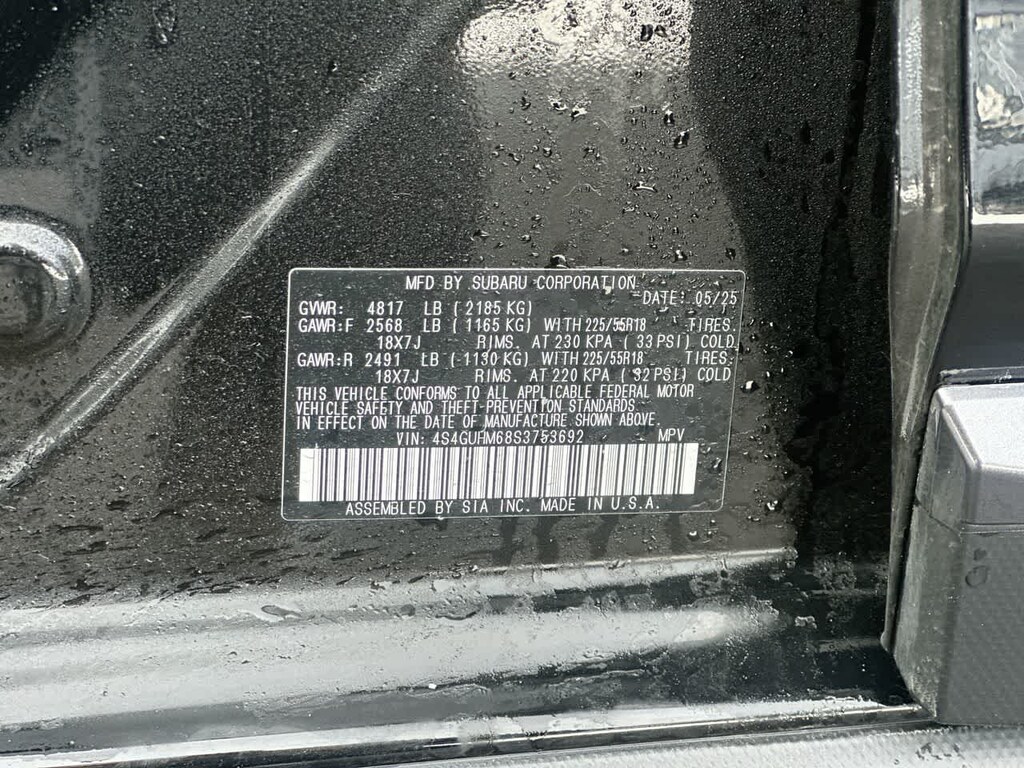 MFD BY SUBARU CORPORATION
DATE: 05/25
GVWR: 4817 LB ( 2185 KG)
GAWR:F 2568 LB ( 1165 KG) WITH 225/55R18 TIRES.
18X7J RIMS. AT 230 KPA ( 33 PSI) COLD
GAWR:R 2491 LB ( 1130 KG) WITH 225/55R18 TIRES.
18X7J RIMS. AT 220 KPA ( 32 PSI) COLD
THIS VEHICLE CONFORMS TO ALL APPLICABLE FEDERAL MOTOR
VEHICLE SAFETY AND THEFT-PREVENTION STANDARDS
IN EFFECT ON THE DATE OF MANUFACTURE SHOWN ABOVE.
VIN: 4S4GUHM68S3753692 MPV
ASSEMBLED BY SIA INC. MADE IN U.S.A.